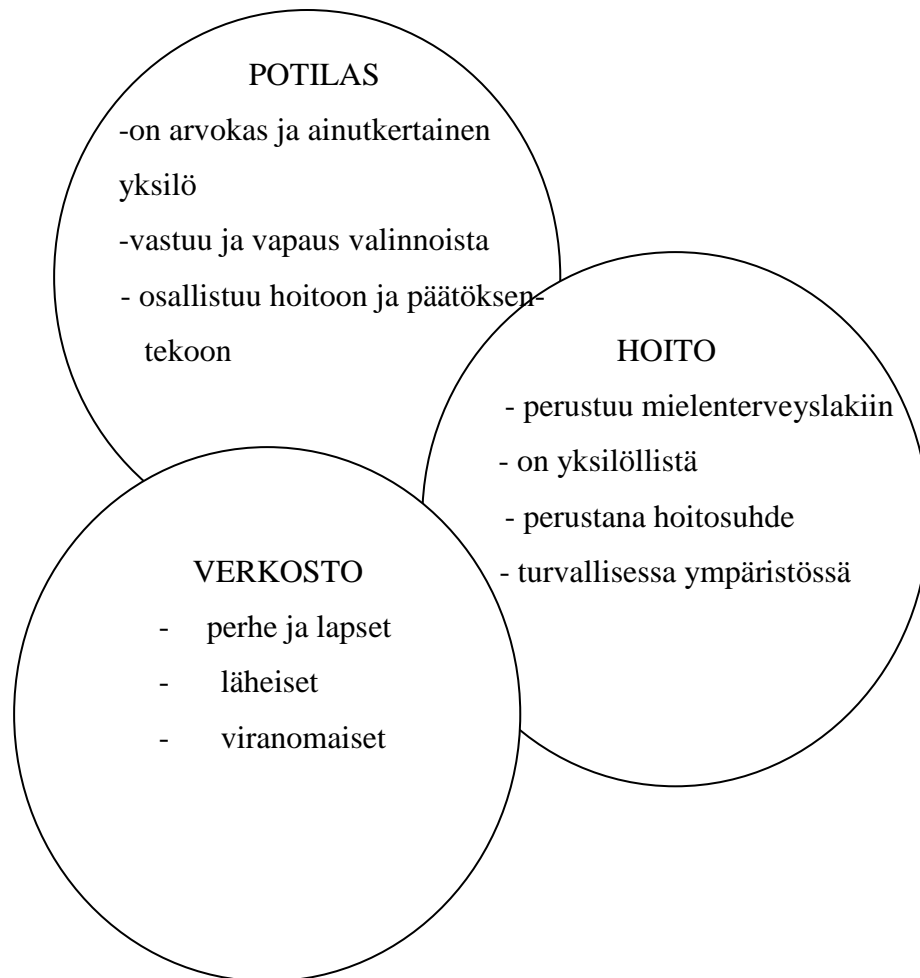 POTILAS
-on arvokas ja ainutkertainen
yksilö
-vastuu ja vapaus valinnoista
- osallistuu hoitoon ja päätöksen-
tekoon
HOITO
- perustuu mielenterveyslakiin
- on yksilöllistä
- perustana hoitosuhde
- turvallisessa ympäristössä
VERKOSTO
- perhe ja lapset
- läheiset
- viranomaiset